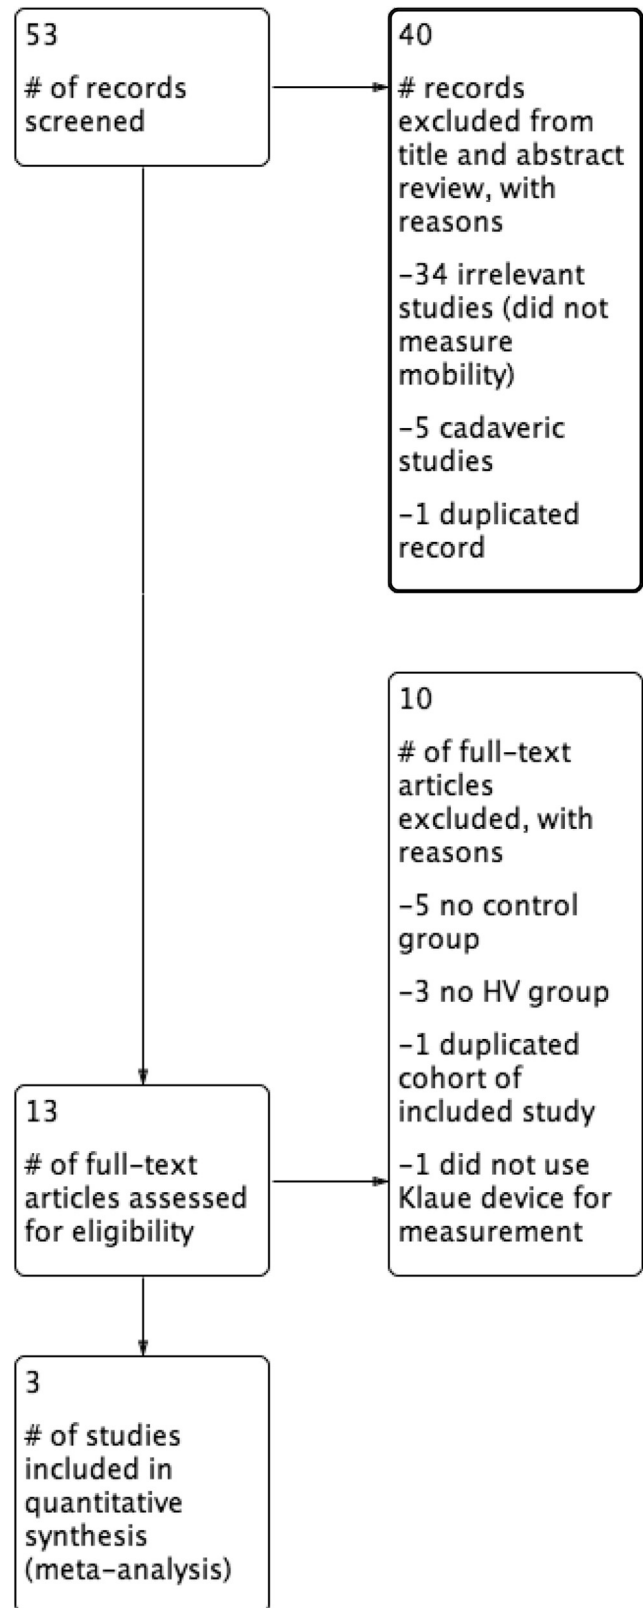 53
# of records
screened
40
# records
excluded from
title and abstract
review, with
reasons
-34 irrelevant
studies (did not
measure
mobility)
-5 cadaveric
studies
-1 duplicated
record
10
# of full-text
articles
excluded, with
reasons
-5 no control
group
-3 no HV group
-1 duplicated
cohort of
included study
-1 did not use
Klaue device for
measurement
13
# of full-text
articles assessed
for eligibility
3
# of studies
included in
quantitative
synthesis
(meta-analysis)